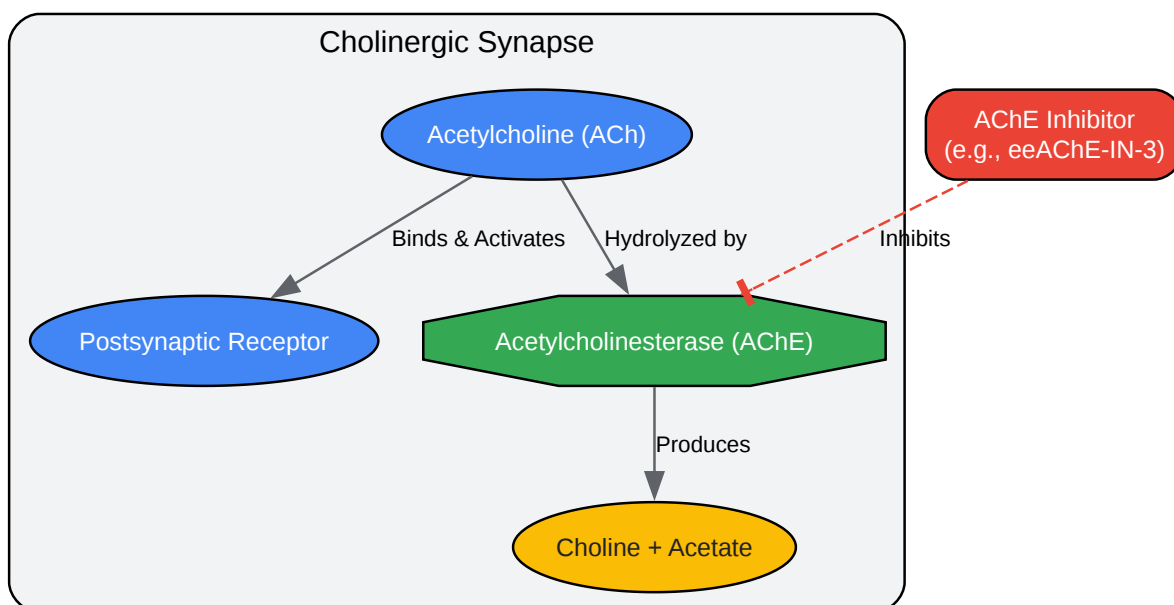 Cholinergic Synapse
Acetylcholine (ACh)
AChE Inhibitor
(e.g., eeAChE-IN-3)
Binds & Activates
Hydrolyzed by
Inhibits
Postsynaptic Receptor
Acetylcholinesterase (AChE)
Produces
Choline + Acetate